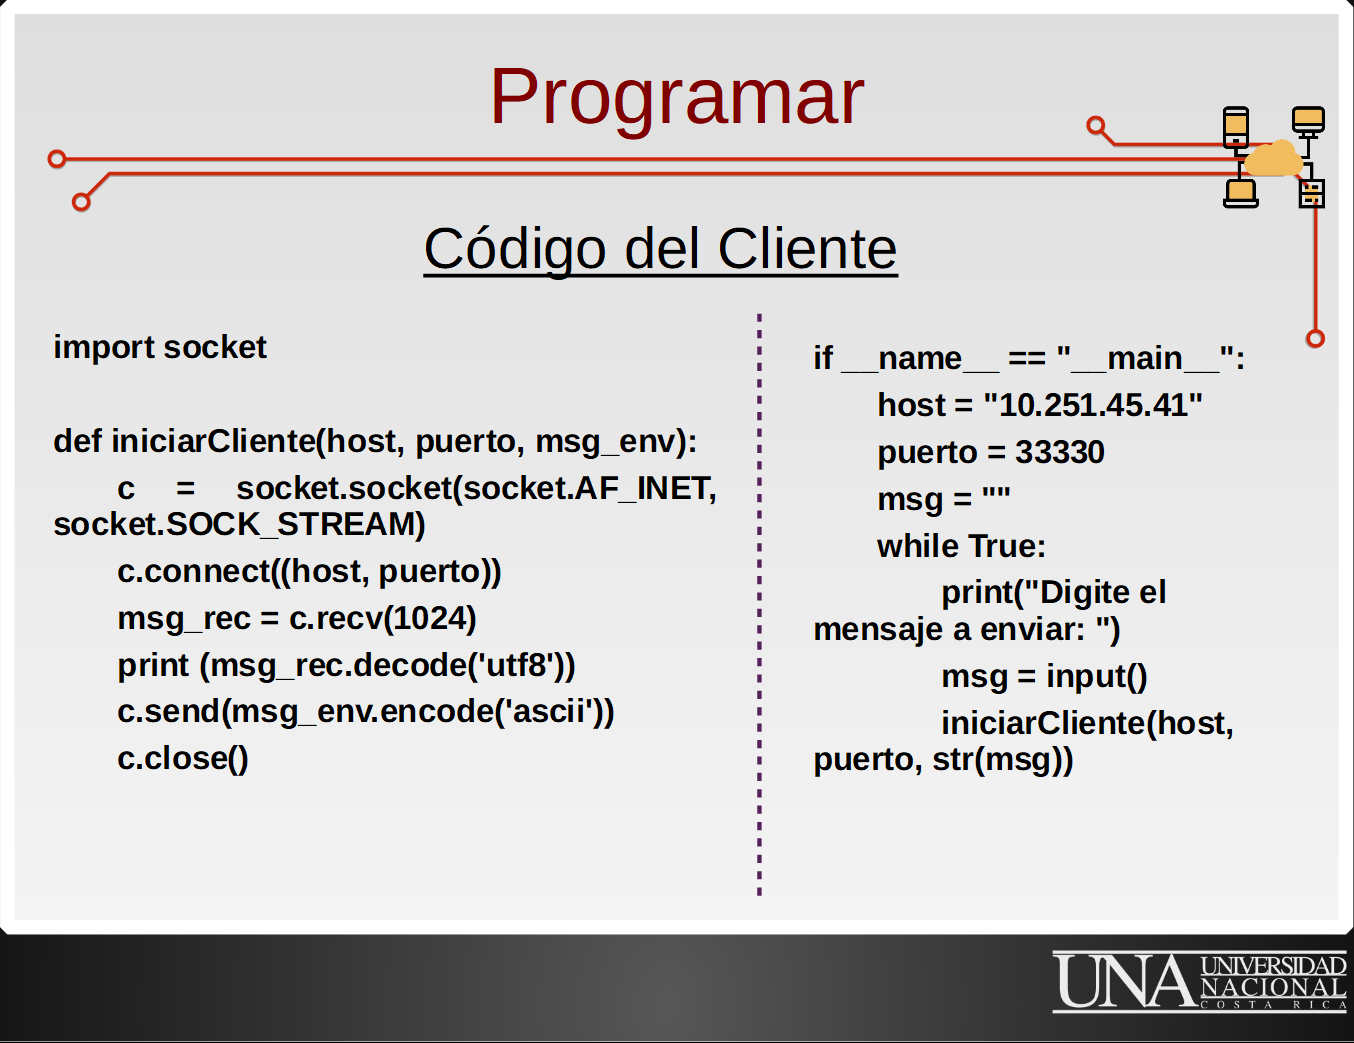 Programar
Código del Cliente
import socket
def iniciarCliente(host, puerto, msg_env):
c = socket.socket(socket.AF_INET,
socket.SOCK_STREAM)
c.connect((host, puerto))
msg_rec = c.recv(1024)
print (msg_rec.decode('utf8'))
c.send(msg_env.encode('ascii'))
c.close()
if __name__ == "__main__":
host = "10.251.45.41"
puerto = 33330
msg = ""
while True:
print("Digite el
mensaje a enviar: ")
msg = input()
iniciarCliente(host,
puerto, str(msg))
UNA UNIVERSIDAD
NACIONAL
COSTA RICA